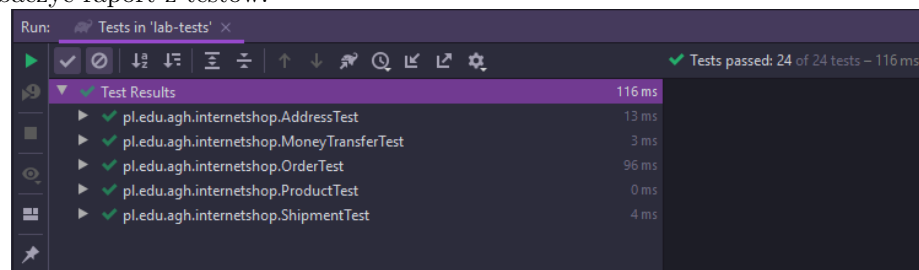 raport z testów.
Run: Tests in 'lab-tests'
Tests passed: 24 of 24 tests – 116 ms
Test Results 116 ms
pl.edu.agh.internetshop.AddressTest 13 ms
pl.edu.agh.internetshop.MoneyTransferTest 3 ms
pl.edu.agh.internetshop.OrderTest 96 ms
pl.edu.agh.internetshop.ProductTest 0 ms
pl.edu.agh.internetshop.ShipmentTest 4 ms